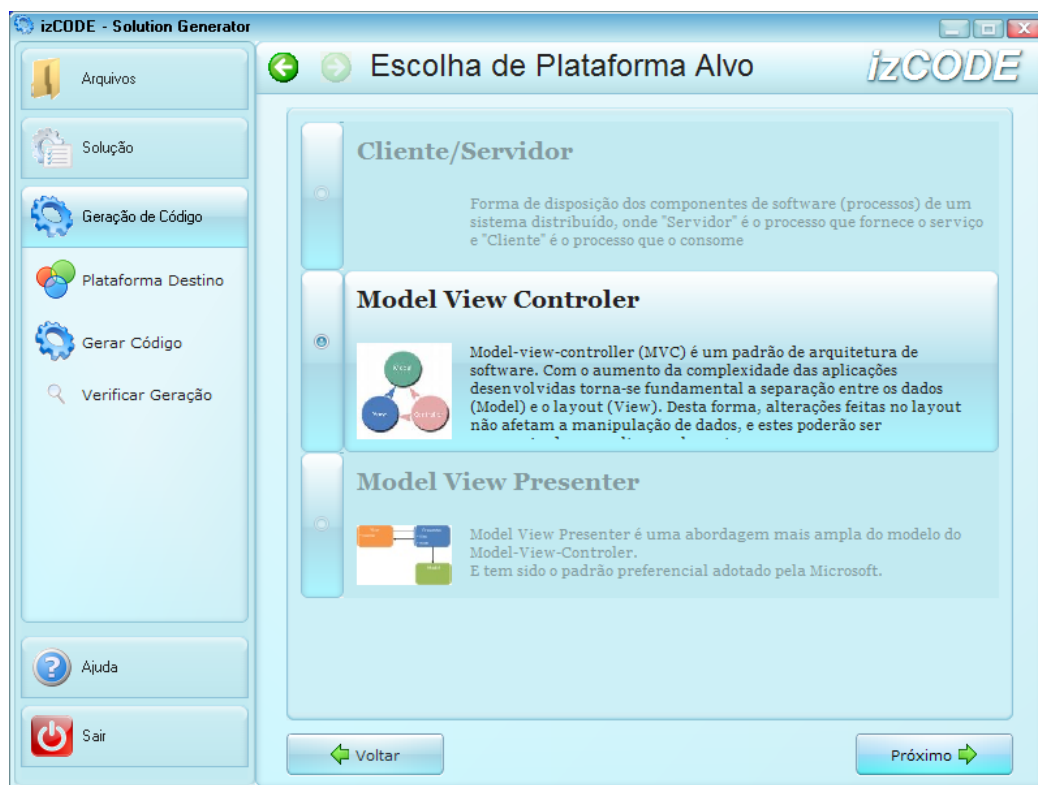 izCODE - Solution Generator
Arquivos
Solução
Geração de Código
Plataforma Destino
Gerar Código
Verificar Geração
Ajuda
Sair
Escolha de Plataforma Alvo
izCODE
Cliente/Servidor
Forma de disposição dos componentes de software (processos) de um
sistema distribuído, onde "Servidor" é o processo que fornece o serviço
e "Cliente" é o processo que o consome
Model View Controler
Model-view-controller (MVC) é um padrão de arquitetura de
software. Com o aumento da complexidade das aplicações
desenvolvidas torna-se fundamental a separação entre os dados
(Model) e o layout (View). Desta forma, alterações feitas no layout
não afetam a manipulação de dados, e estes poderão ser
Model View Presenter
Model View Presenter é uma abordagem mais ampla do modelo do
Model-View-Controler.
E tem sido o padrão preferencial adotado pela Microsoft.
Voltar
Próximo